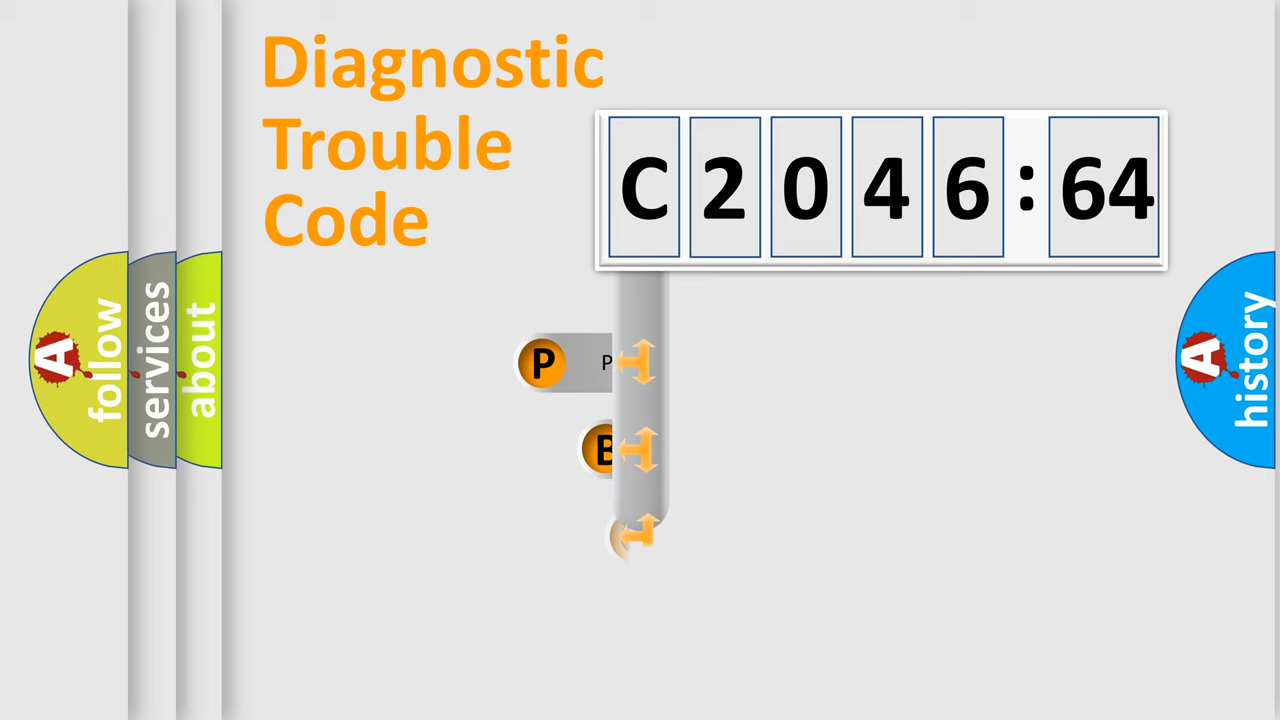 Diagnostic
Trouble
Code
C 2 0 4 6 : 64
P P
B
A follow
services
about
A history